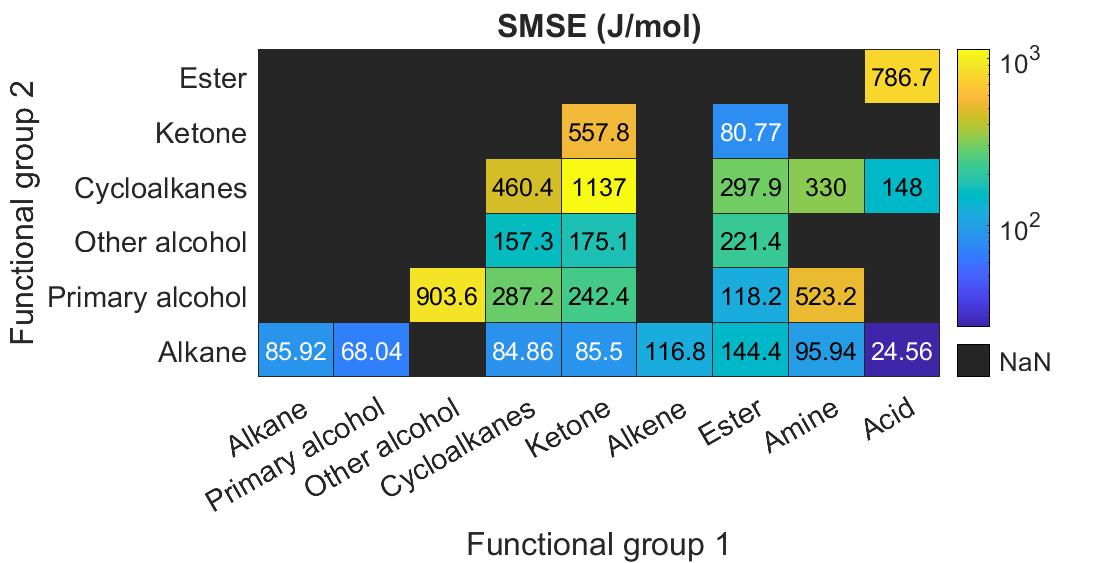 SMSE (J/mol)
Functional group 2
Ester 786.7
Ketone 557.8 80.77
Cycloalkanes 460.4 1137 297.9 330 148
Other alcohol 157.3 175.1 221.4
Primary alcohol 903.6 287.2 242.4 118.2 523.2
Alkane 85.92 68.04 84.86 85.5 116.8 144.4 95.94 24.56
10³
10²
NaN
Alkane
Primary alcohol
Other alcohol
Cycloalkanes
Ketone
Alkene
Ester
Amine
Acid
Functional group 1